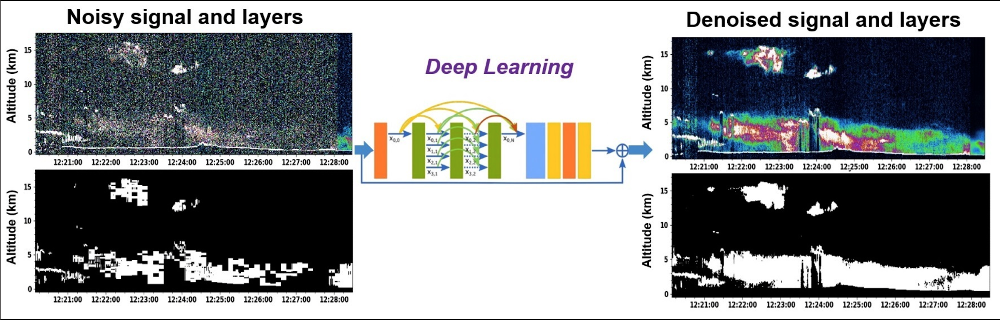 Noisy signal and layers
Altitude (km)
15
10
5
0
12:21:00 12:22:00 12:23:00 12:24:00 12:25:00 12:26:00 12:27:00 12:28:00
Altitude (km)
15
10
5
0
12:21:00 12:22:00 12:23:00 12:24:00 12:25:00 12:26:00 12:27:00 12:28:00
Deep Learning
X0,0 X0,1 X0,2 X0,N
X1,1 X1,2
X2,1 X2,2
X3,1 X3,2
Denoised signal and layers
Altitude (km)
15
10
5
0
12:21:00 12:22:00 12:23:00 12:24:00 12:25:00 12:26:00 12:27:00 12:28:00
Altitude (km)
15
10
5
0
12:21:00 12:22:00 12:23:00 12:24:00 12:25:00 12:26:00 12:27:00 12:28:00